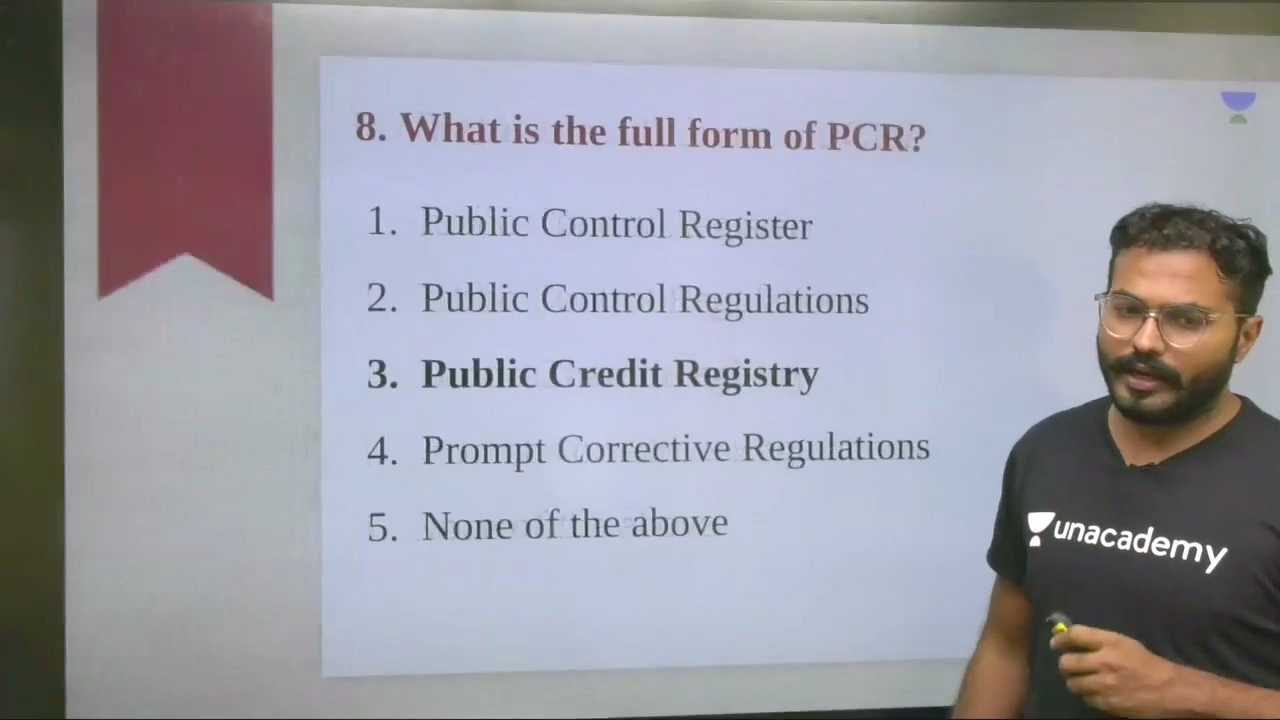 8. What is the full form of PCR?
1. Public Control Register
2. Public Control Regulations
3. Public Credit Registry
4. Prompt Corrective Regulations
5. None of the above
unacademy